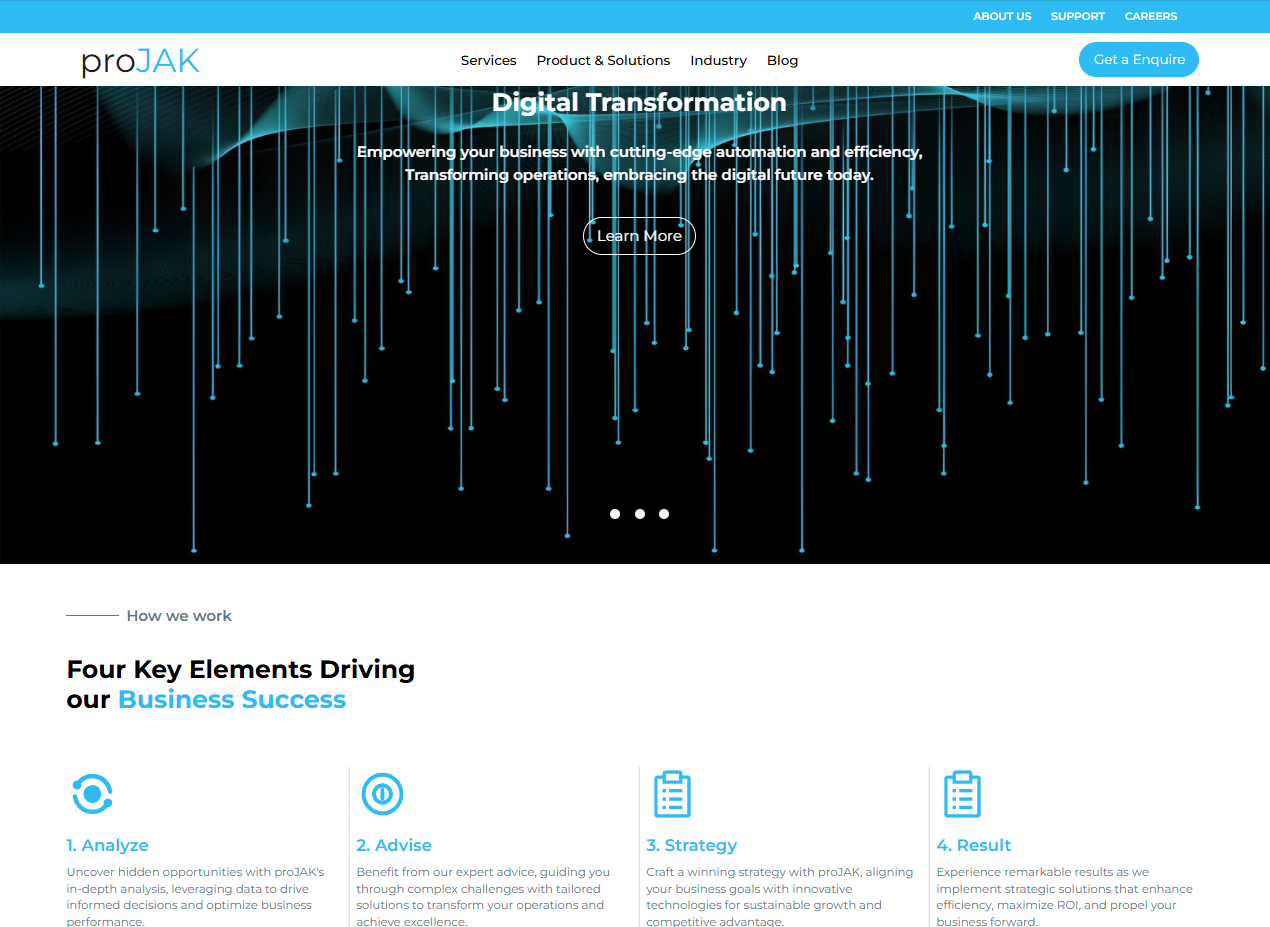 ABOUT US SUPPORT CAREERS
proJAK Services Product & Solutions Industry Blog Get a Enquire
Digital Transformation
Empowering your business with cutting-edge automation and efficiency,
Transforming operations, embracing the digital future today.
Learn More
How we work
Four Key Elements Driving
our Business Success
1. Analyze
Uncover hidden opportunities with proJAK's
in-depth analysis, leveraging data to drive
informed decisions and optimize business
performance.
2. Advise
Benefit from our expert advice, guiding you
through complex challenges with tailored
solutions to transform your operations and
achieve excellence.
3. Strategy
Craft a winning strategy with proJAK, aligning
your business goals with innovative
technologies for sustainable growth and
competitive advantage.
4. Result
Experience remarkable results as we
implement strategic solutions that enhance
efficiency, maximize ROI, and propel your
business forward.